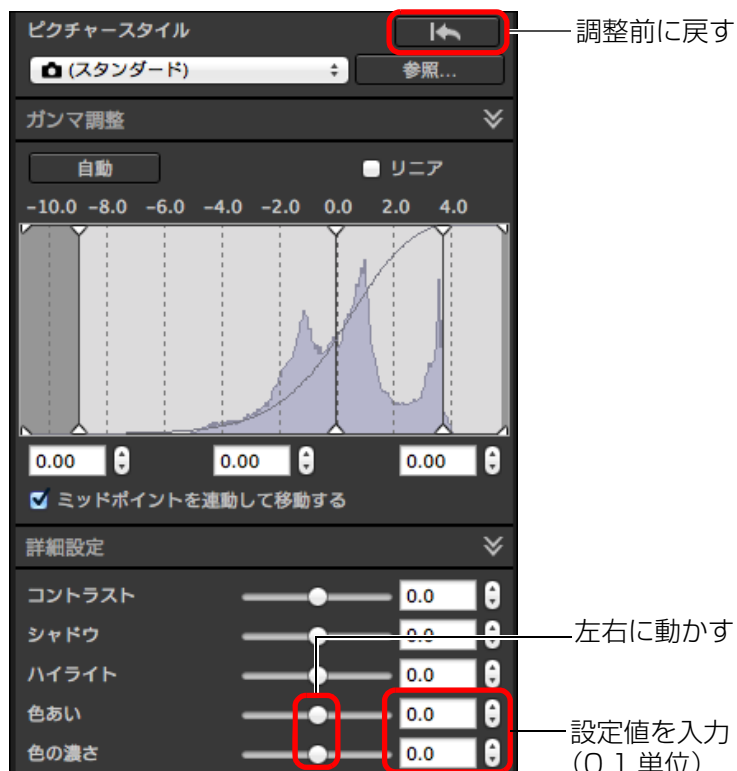 ピクチャースタイル
調整前に戻す
(スタンダード)
参照...
ガンマ調整
自動
リニア
-10.0 -8.0 -6.0 -4.0 -2.0 0.0 2.0 4.0
0.00 0.00 0.00
ミッドポイントを連動して移動する
詳細設定
コントラスト 0.0
シャドウ 0.0
左右に動かす
ハイライト 0.0
色あい 0.0
設定値を入力
色の濃さ 0.0
(0.1単位)